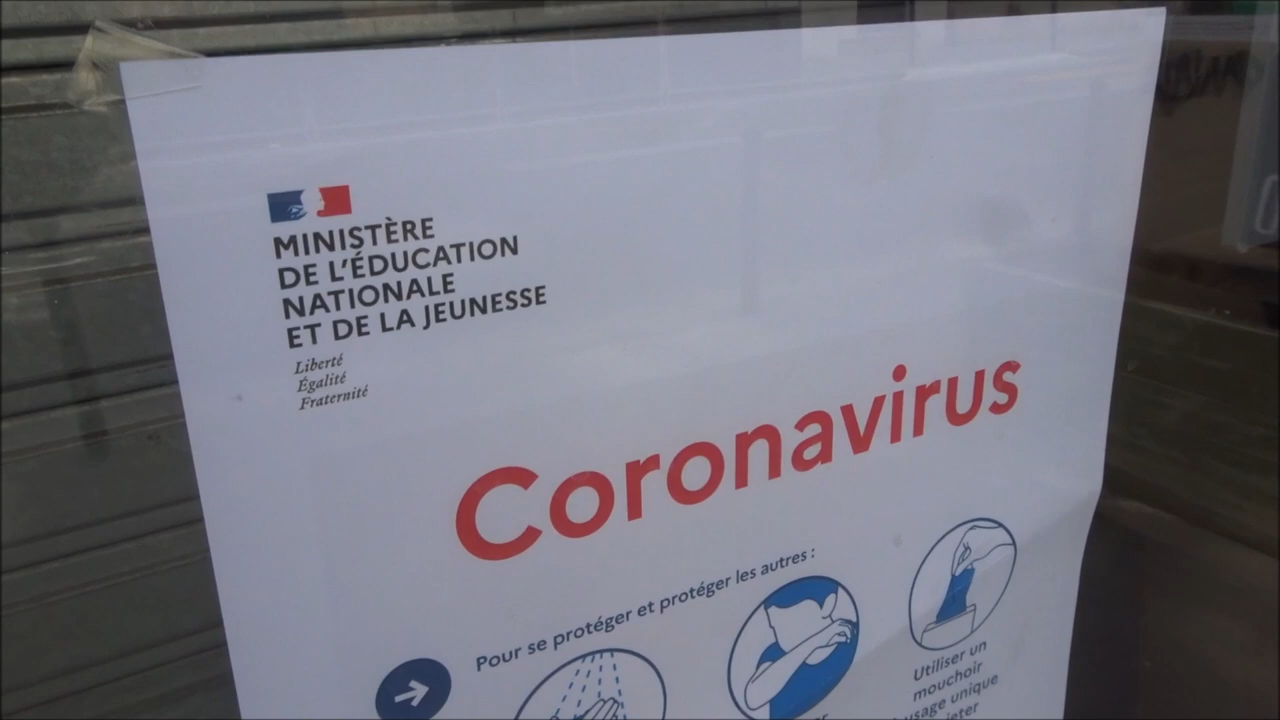 MINISTÈRE
DE L'ÉDUCATION
NATIONALE
ET DE LA JEUNESSE
Liberté
Égalité
Fraternité
Coronavirus
Pour se protéger et protéger les autres :
Utiliser un
mouchoir
usage unique